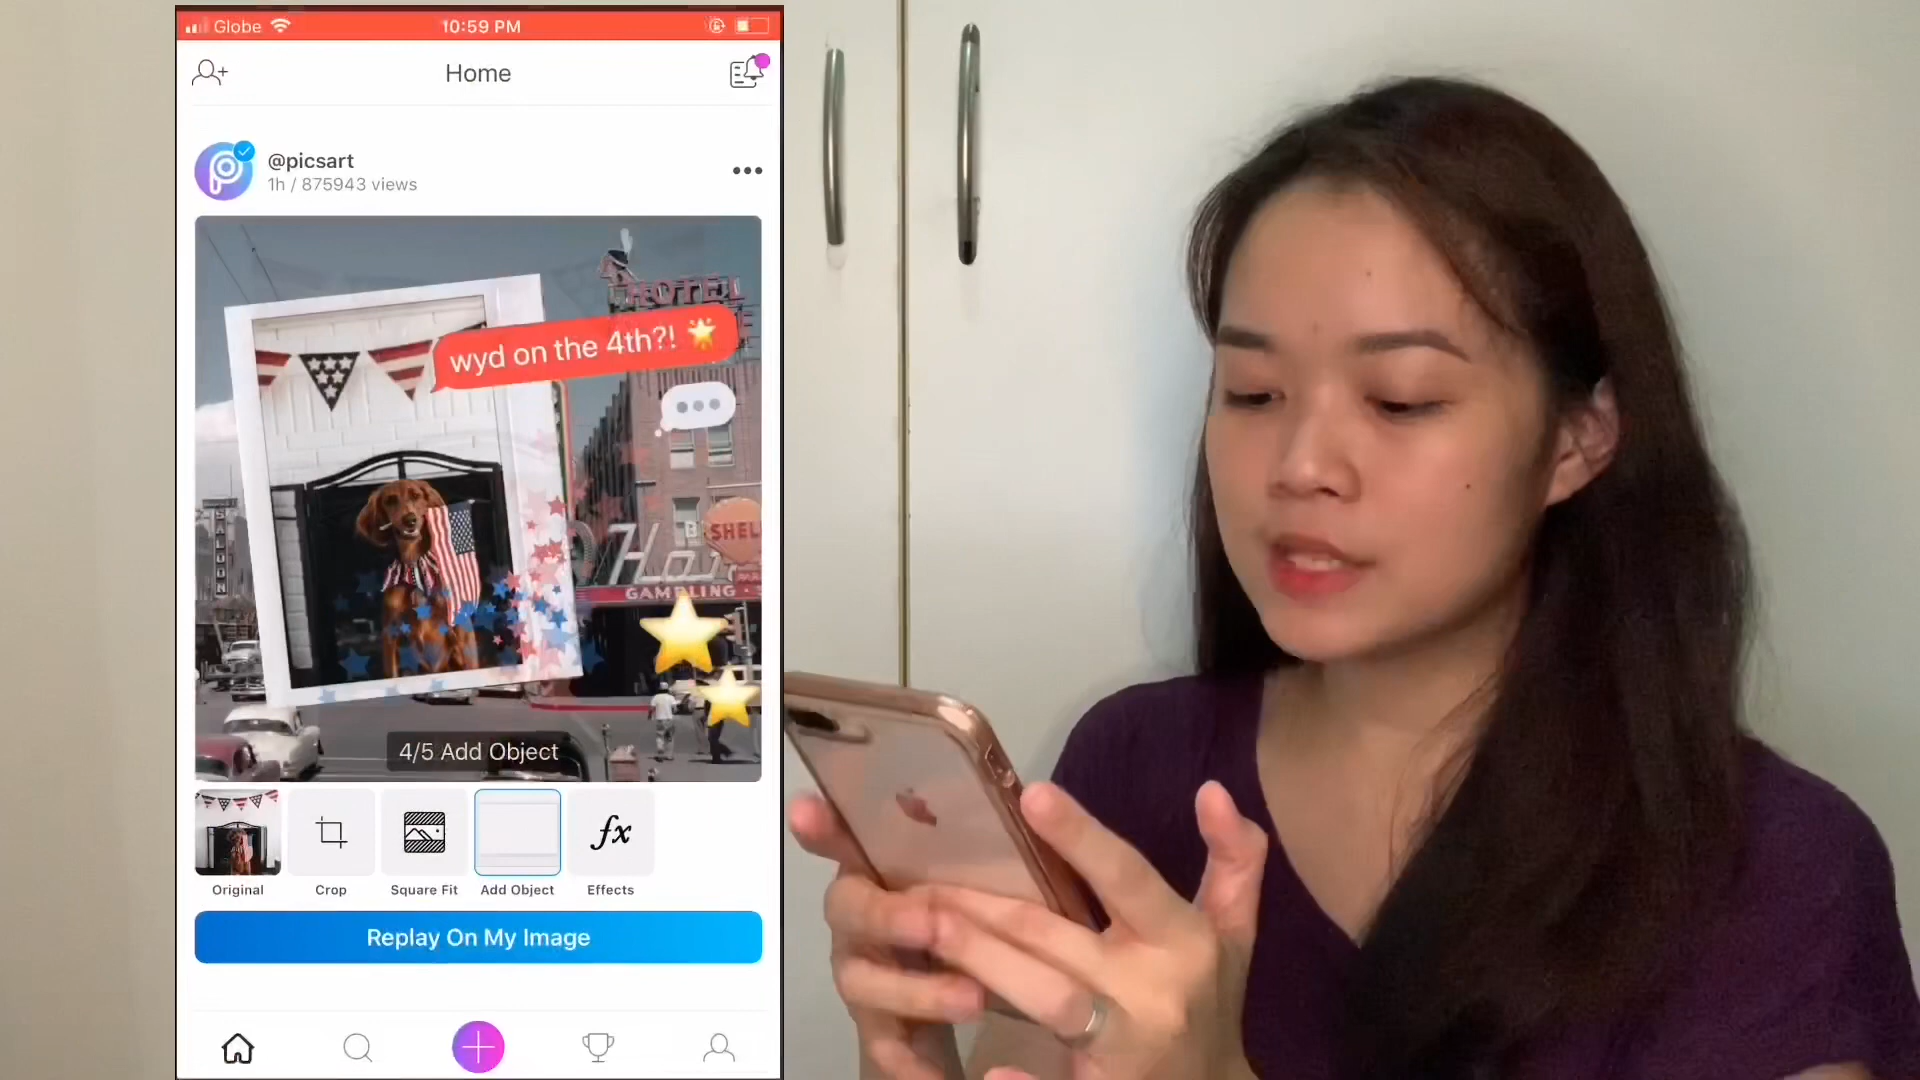 Globe
10:59 PM
Home
@picsart
1h / 875943 views
HOTEL
wyd on the 4th?!
SALOON
SHEL
GAMBLING
4/5 Add Object
Original
Crop
Square Fit
Add Object
fx
Effects
Replay On My Image